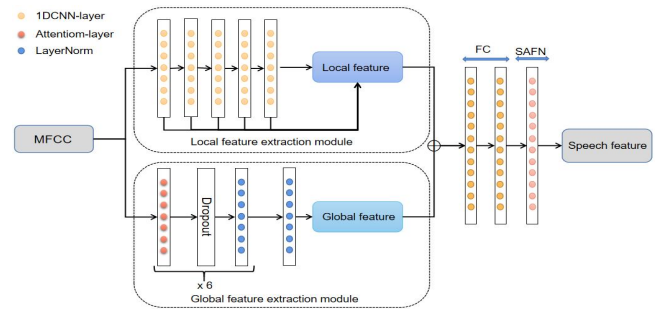 1DCNN-layer
Attentiom-layer
LayerNorm
FC
SAFN
Local feature
Local feature extraction module
MFCC
Speech feature
Dropout
Global feature
x 6
Global feature extraction module